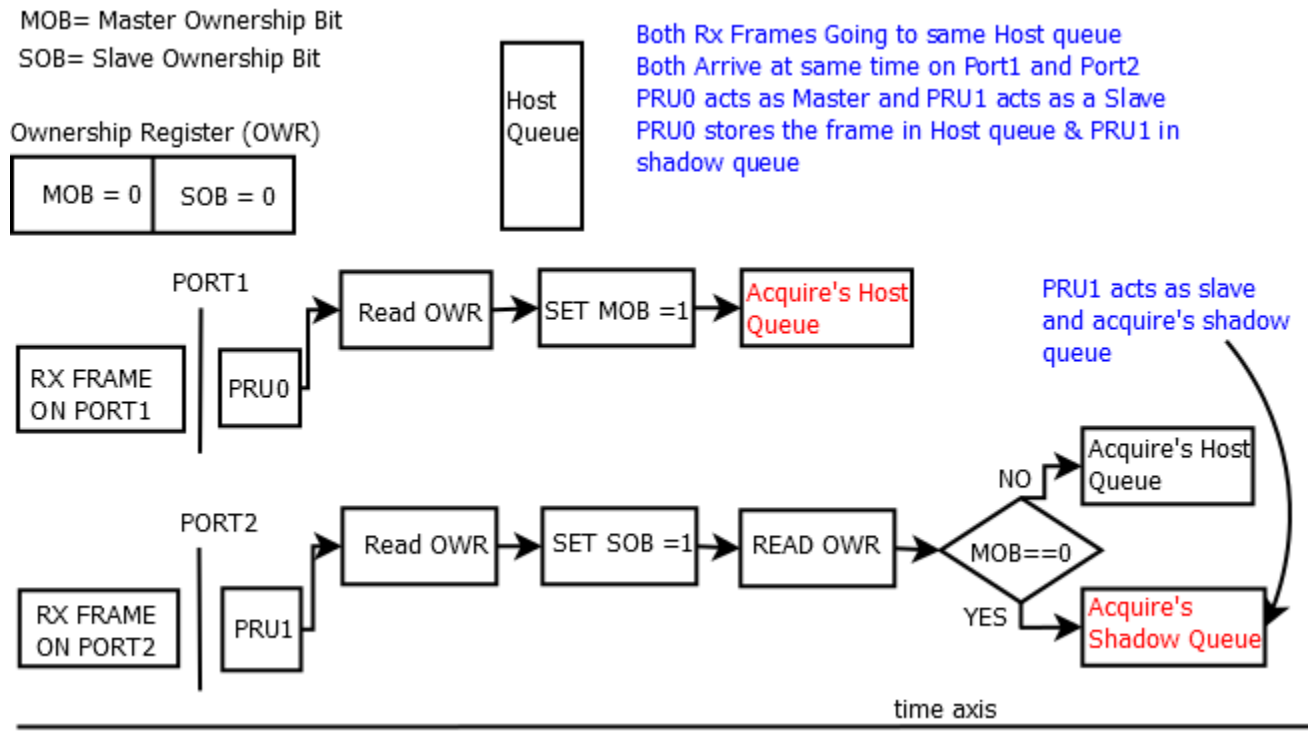 MOB= Master Ownership Bit
SOB= Slave Ownership Bit
Ownership Register (OWR)
MOB = 0
SOB = 0
Host
Queue
Both Rx Frames Going to same Host queue
Both Arrive at same time on Port1 and Port2
PRU0 acts as Master and PRU1 acts as a Slave
PRU0 stores the frame in Host queue & PRU1 in
shadow queue
PORT1
RX FRAME
ON PORT1
PRU0
Read OWR
SET MOB =1
Acquire's Host
Queue
PRU1 acts as slave
and acquire's shadow
queue
PORT2
RX FRAME
ON PORT2
PRU1
Read OWR
SET SOB =1
READ OWR
MOB==0
NO
Acquire's Host
Queue
YES
Acquire's
Shadow Queue
time axis